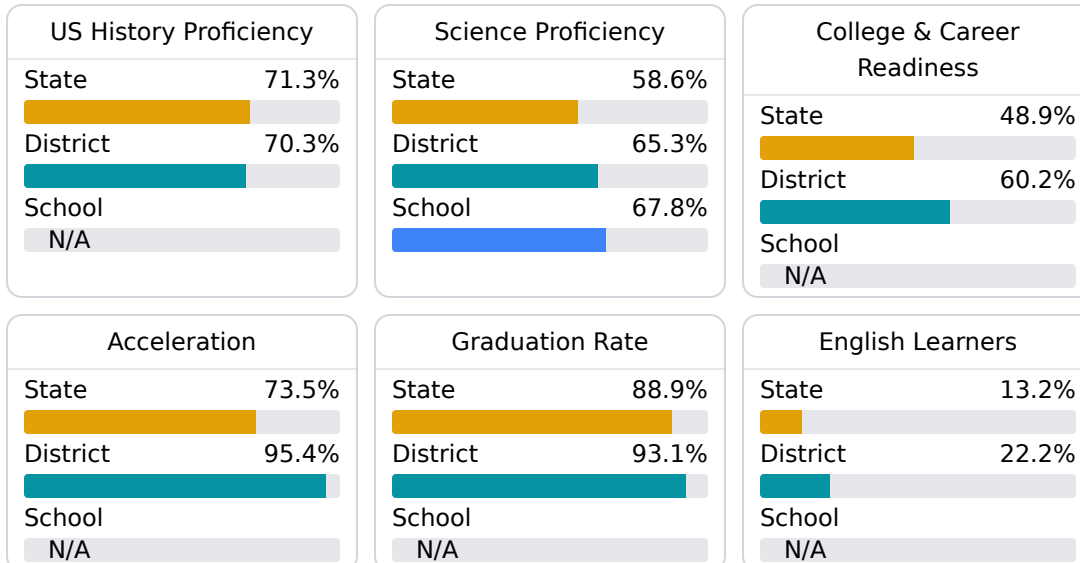 US History Proficiency
State 71.3%
District 70.3%
School
N/A
Science Proficiency
State 58.6%
District 65.3%
School 67.8%
College & Career
Readiness
State 48.9%
District 60.2%
School
N/A
Acceleration
State 73.5%
District 95.4%
School
N/A
Graduation Rate
State 88.9%
District 93.1%
School
N/A
English Learners
State 13.2%
District 22.2%
School
N/A